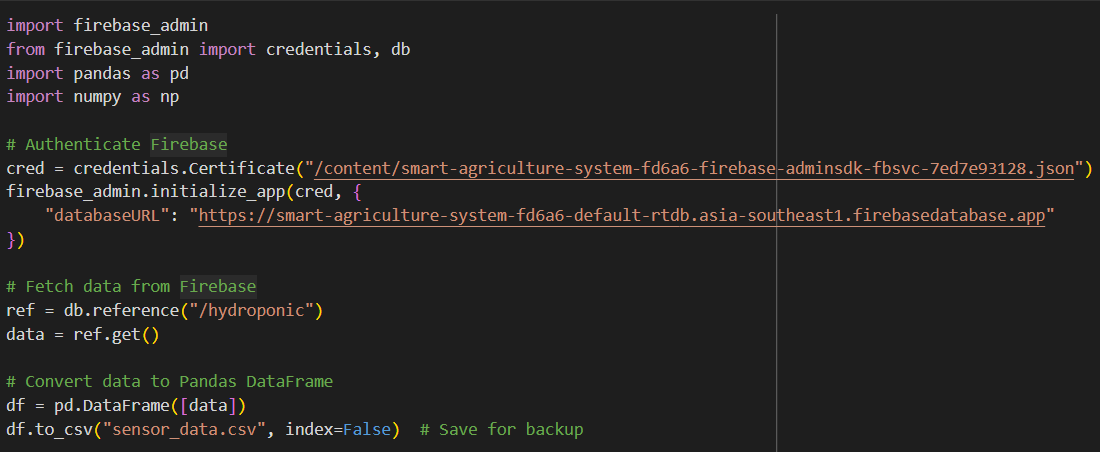 import firebase_admin
from firebase_admin import credentials, db
import pandas as pd
import numpy as np
# Authenticate Firebase
cred = credentials.Certificate("/content/smart-agriculture-system-fd6a6-firebase-adminsdk-fbsvc-7ed7e93128.json")
firebase_admin.initialize_app(cred, {
    "databaseURL": "https://smart-agriculture-system-fd6a6-default-rtdb.asia-southeast1.firebasedatabase.app"
})
# Fetch data from Firebase
ref = db.reference("/hydroponic")
data = ref.get()
# Convert data to Pandas DataFrame
df = pd.DataFrame([data])
df.to_csv("sensor_data.csv", index=False)  # Save for backup